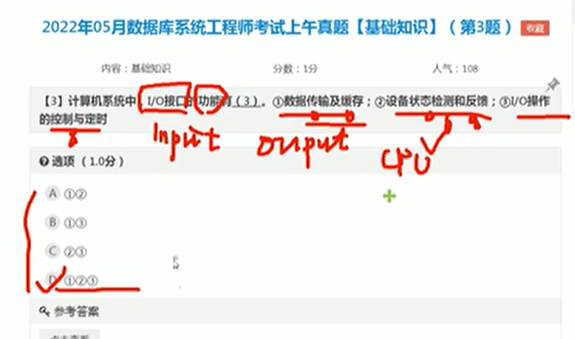 2022年05月数据库系统工程师考试上午真题【基础知识】（第3题）
收藏
内容：基础知识 分数：1分 人气：108
【3】计算机系统中，I/O接口的功能有（3）。①数据传输及缓存；②设备状态检测和反馈；③I/O操作
的控制与定时
Input output CPU
选项（1.0分）
A ①②
B ①③
C ②③
D ①②③
参考答案
点击查看